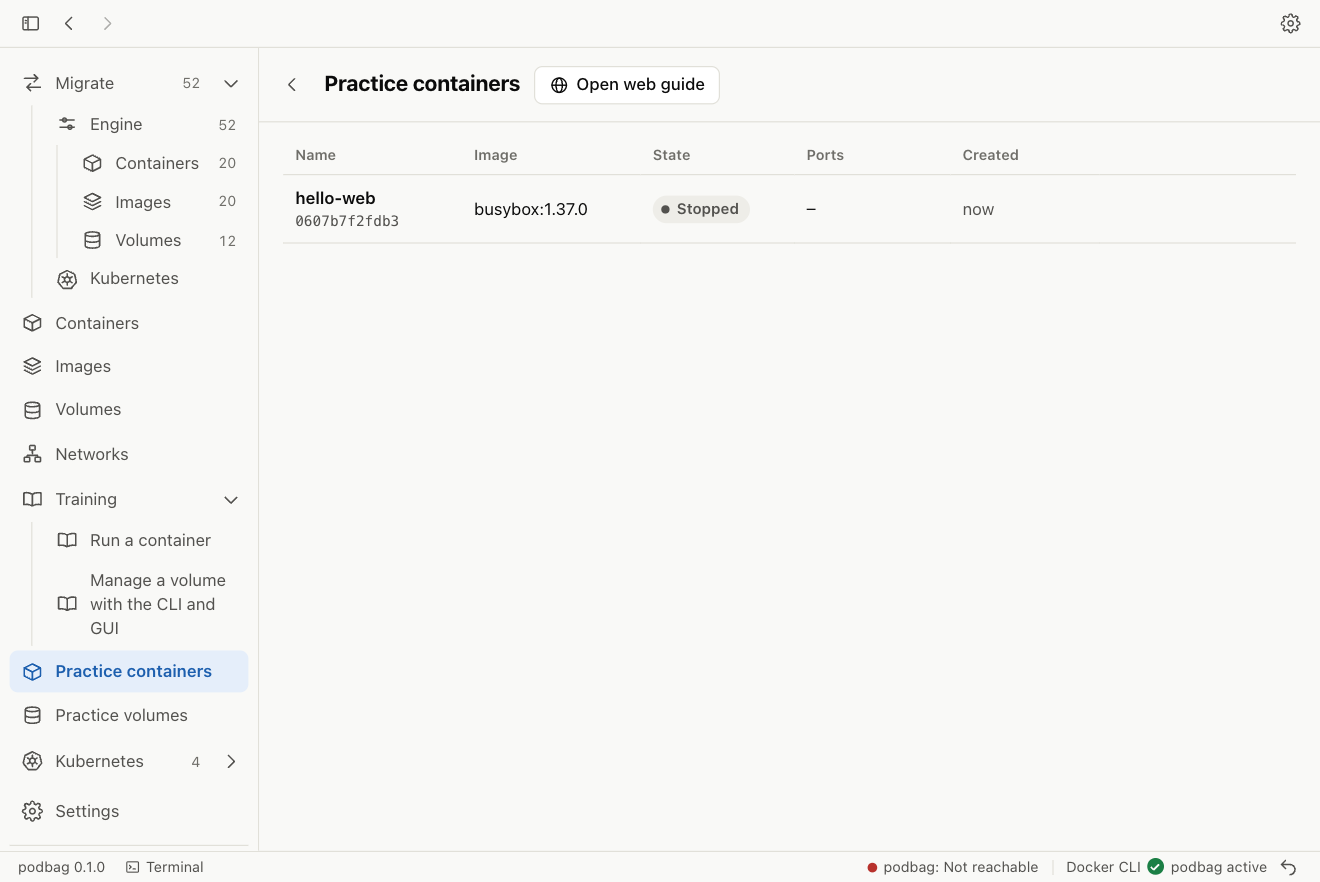 Migrate 52
Engine 52
Containers 20
Images 20
Volumes 12
Kubernetes
Containers
Images
Volumes
Networks
Training
Run a container
Manage a volume
with the CLI and
GUI
Practice containers
Practice volumes
Kubernetes 4
Settings
Practice containers Open web guide
Name Image State Ports Created
hello-web
0607b7f2fdb3
busybox:1.37.0 Stopped – now
podbag 0.1.0 Terminal podbag: Not reachable Docker CLI podbag active